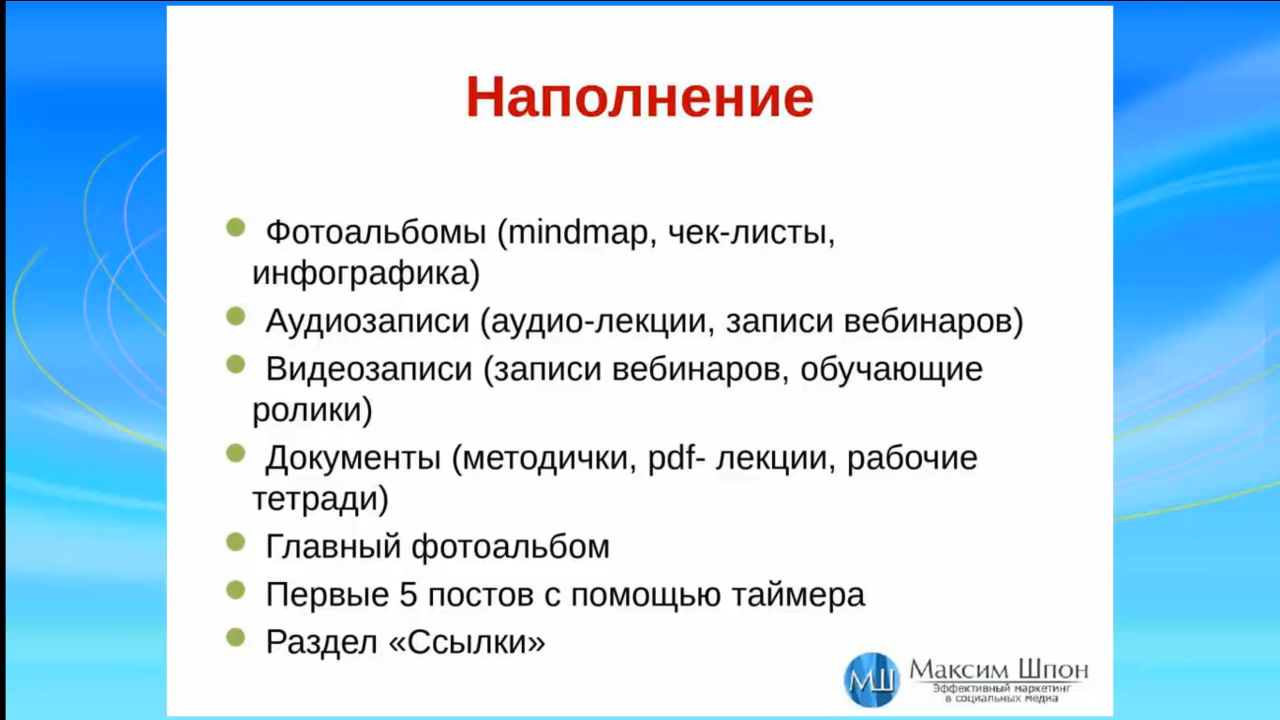 Наполнение
Фотоальбомы (mindmap, чек-листы,
инфографика)
Аудиозаписи (аудио-лекции, записи вебинаров)
Видеозаписи (записи вебинаров, обучающие
ролики)
Документы (методички, pdf- лекции, рабочие
тетради)
Главный фотоальбом
Первые 5 постов с помощью таймера
Раздел «Ссылки»
МШ Максим Шпон
Эффективный маркетинг
в социальных медиа